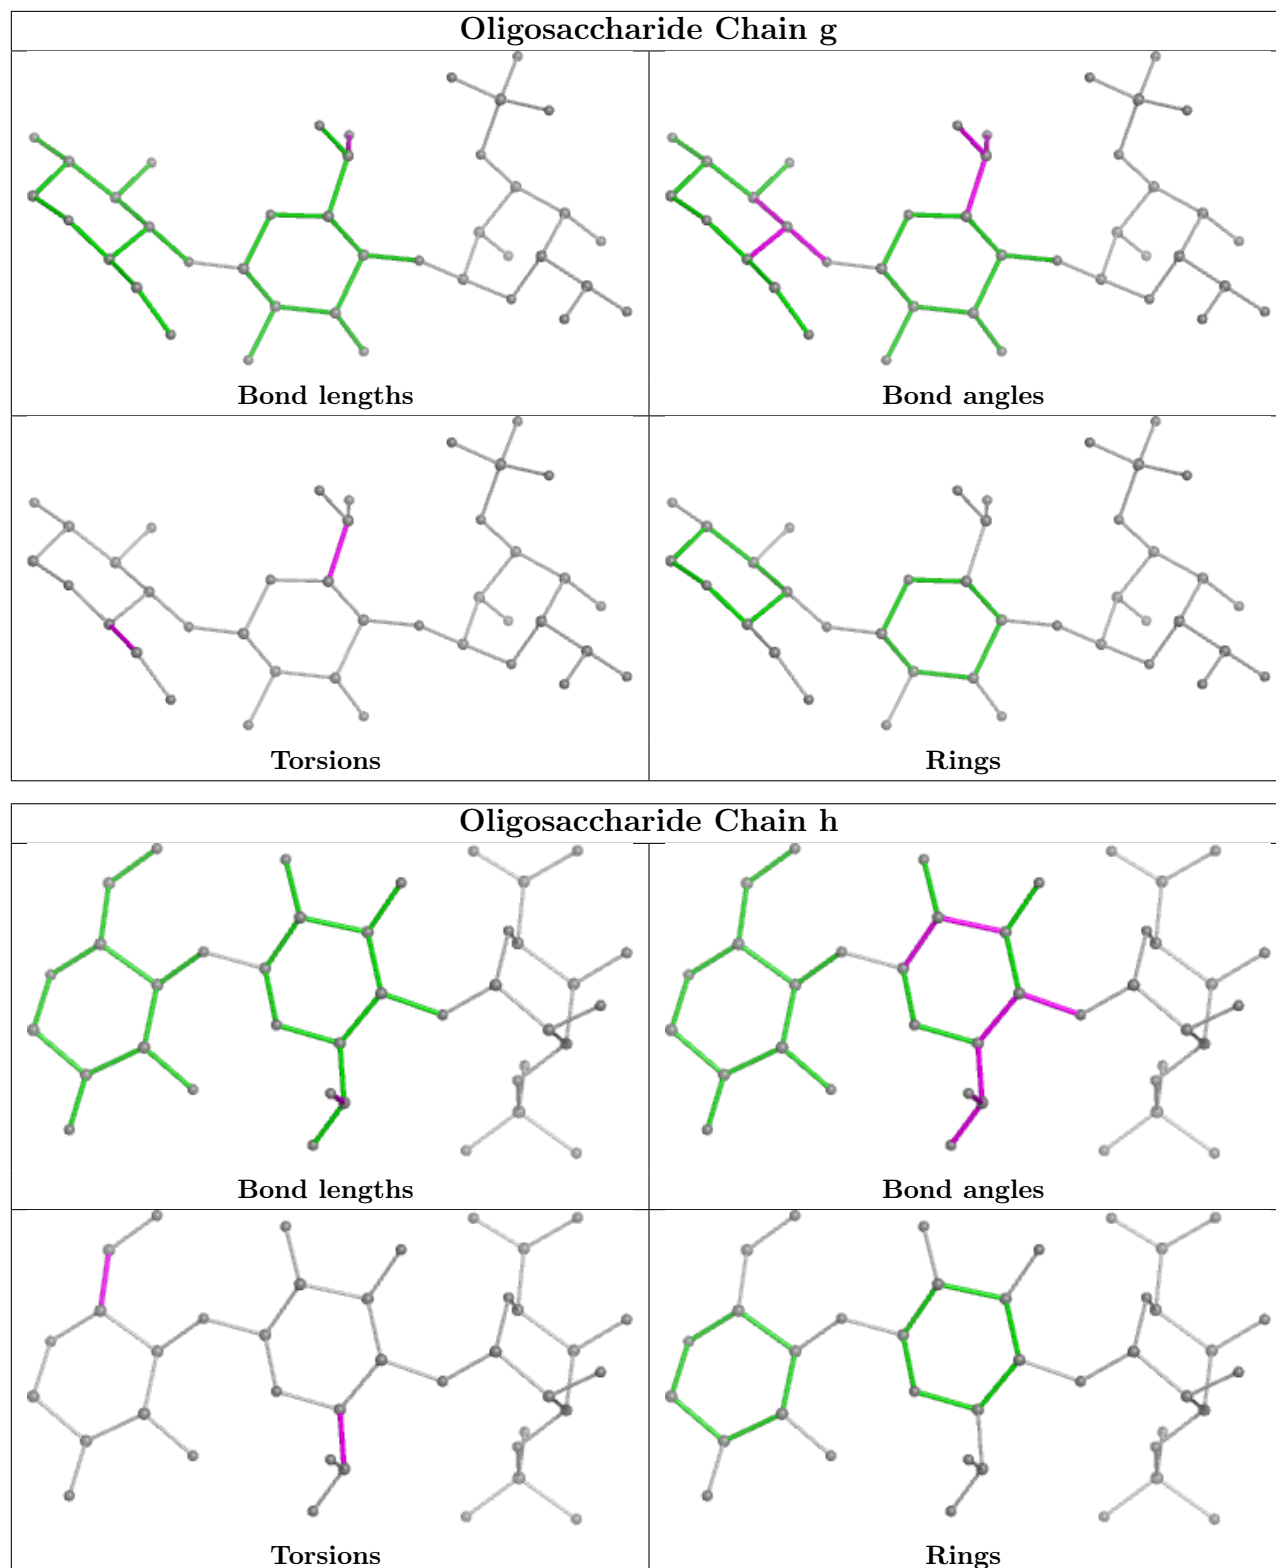 Oligosaccharide Chain g
Bond lengths
Bond angles
Torsions
Rings
Oligosaccharide Chain h
Bond lengths
Bond angles
Torsions
Rings